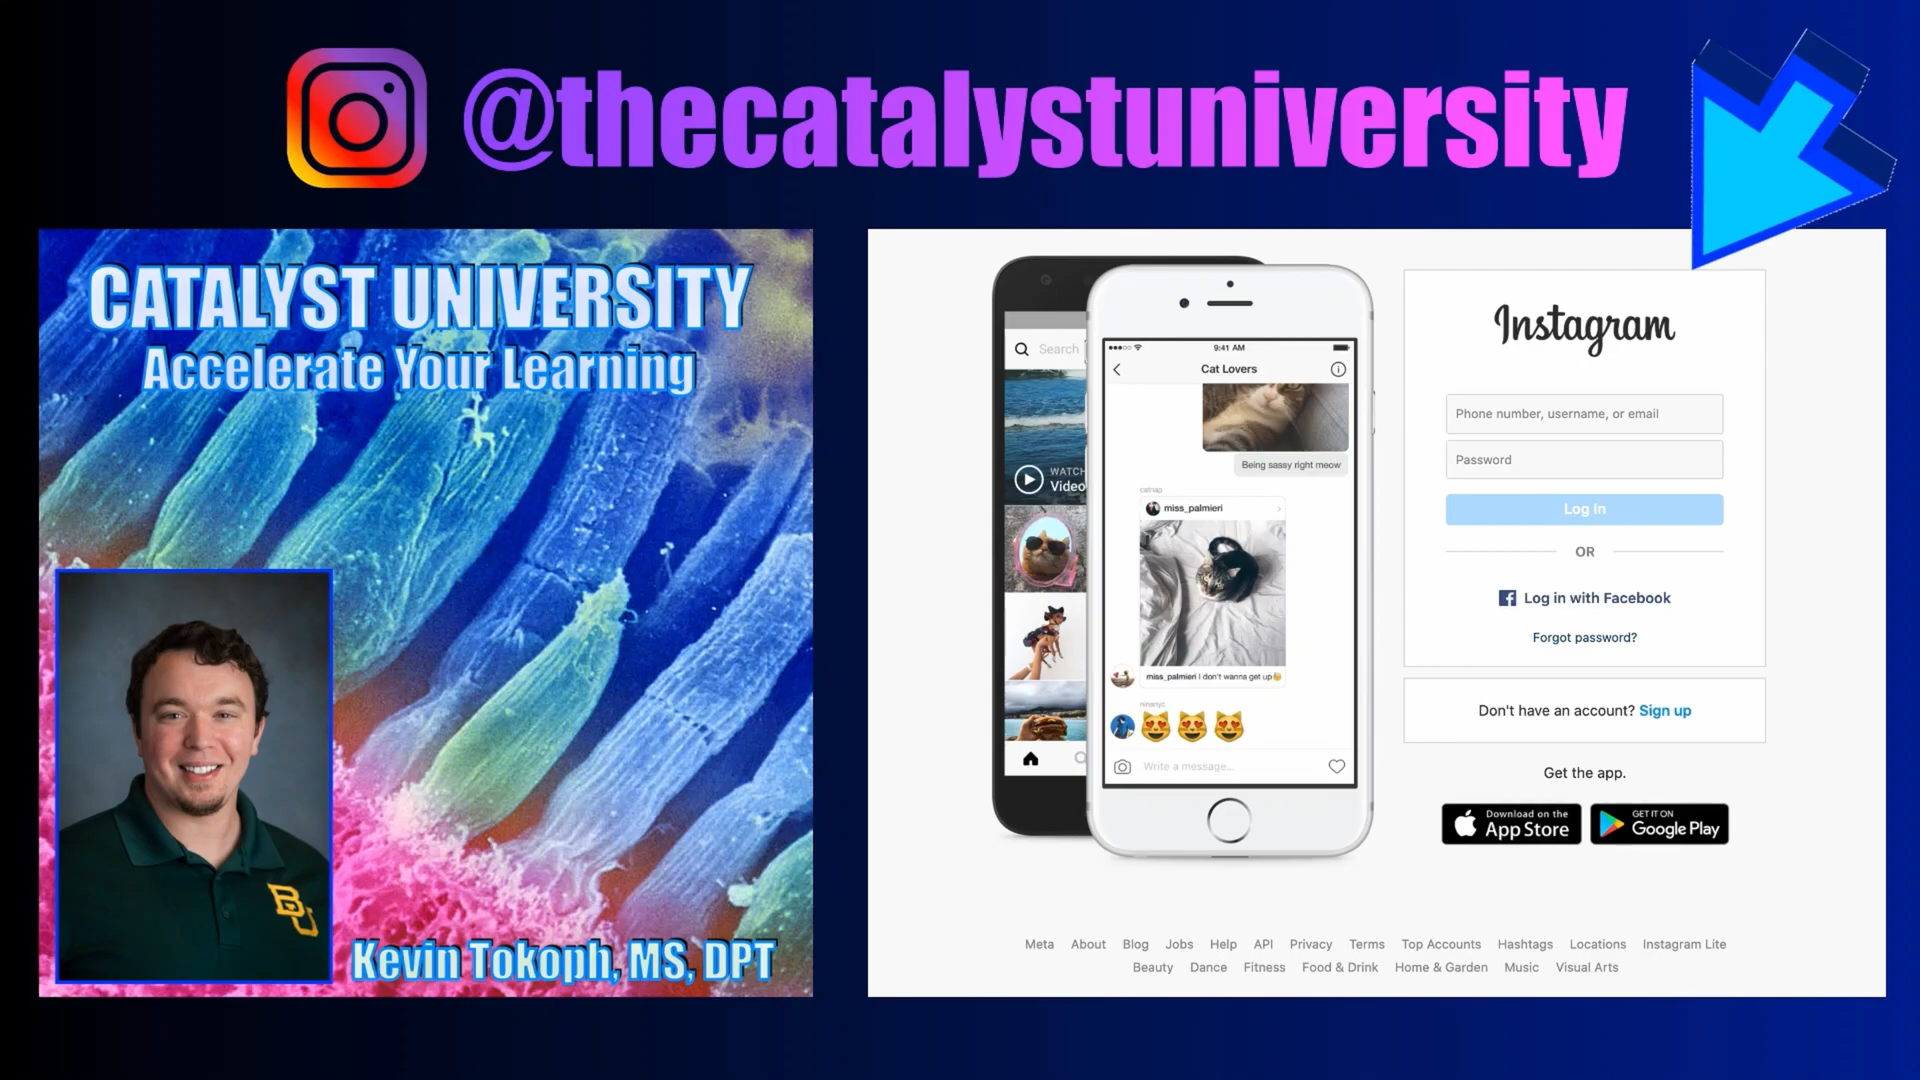 @thecatalystuniversity
CATALYST UNIVERSITY
Accelerate Your Learning
BU
Kevin Tokoph, MS, DPT
Search
WATCH
Video
9:41 AM
Cat Lovers
Being sassy right meow
catnap
miss_palmieri
miss_palmieri I don't wanna get up
ninanyc
Write a message...
Instagram
Phone number, username, or email
Password
Log In
OR
Log in with Facebook
Forgot password?
Don't have an account? Sign up
Get the app.
Download on the
App Store
GET IT ON
Google Play
Meta About Blog Jobs Help API Privacy Terms Top Accounts Hashtags Locations Instagram Lite
Beauty Dance Fitness Food & Drink Home & Garden Music Visual Arts